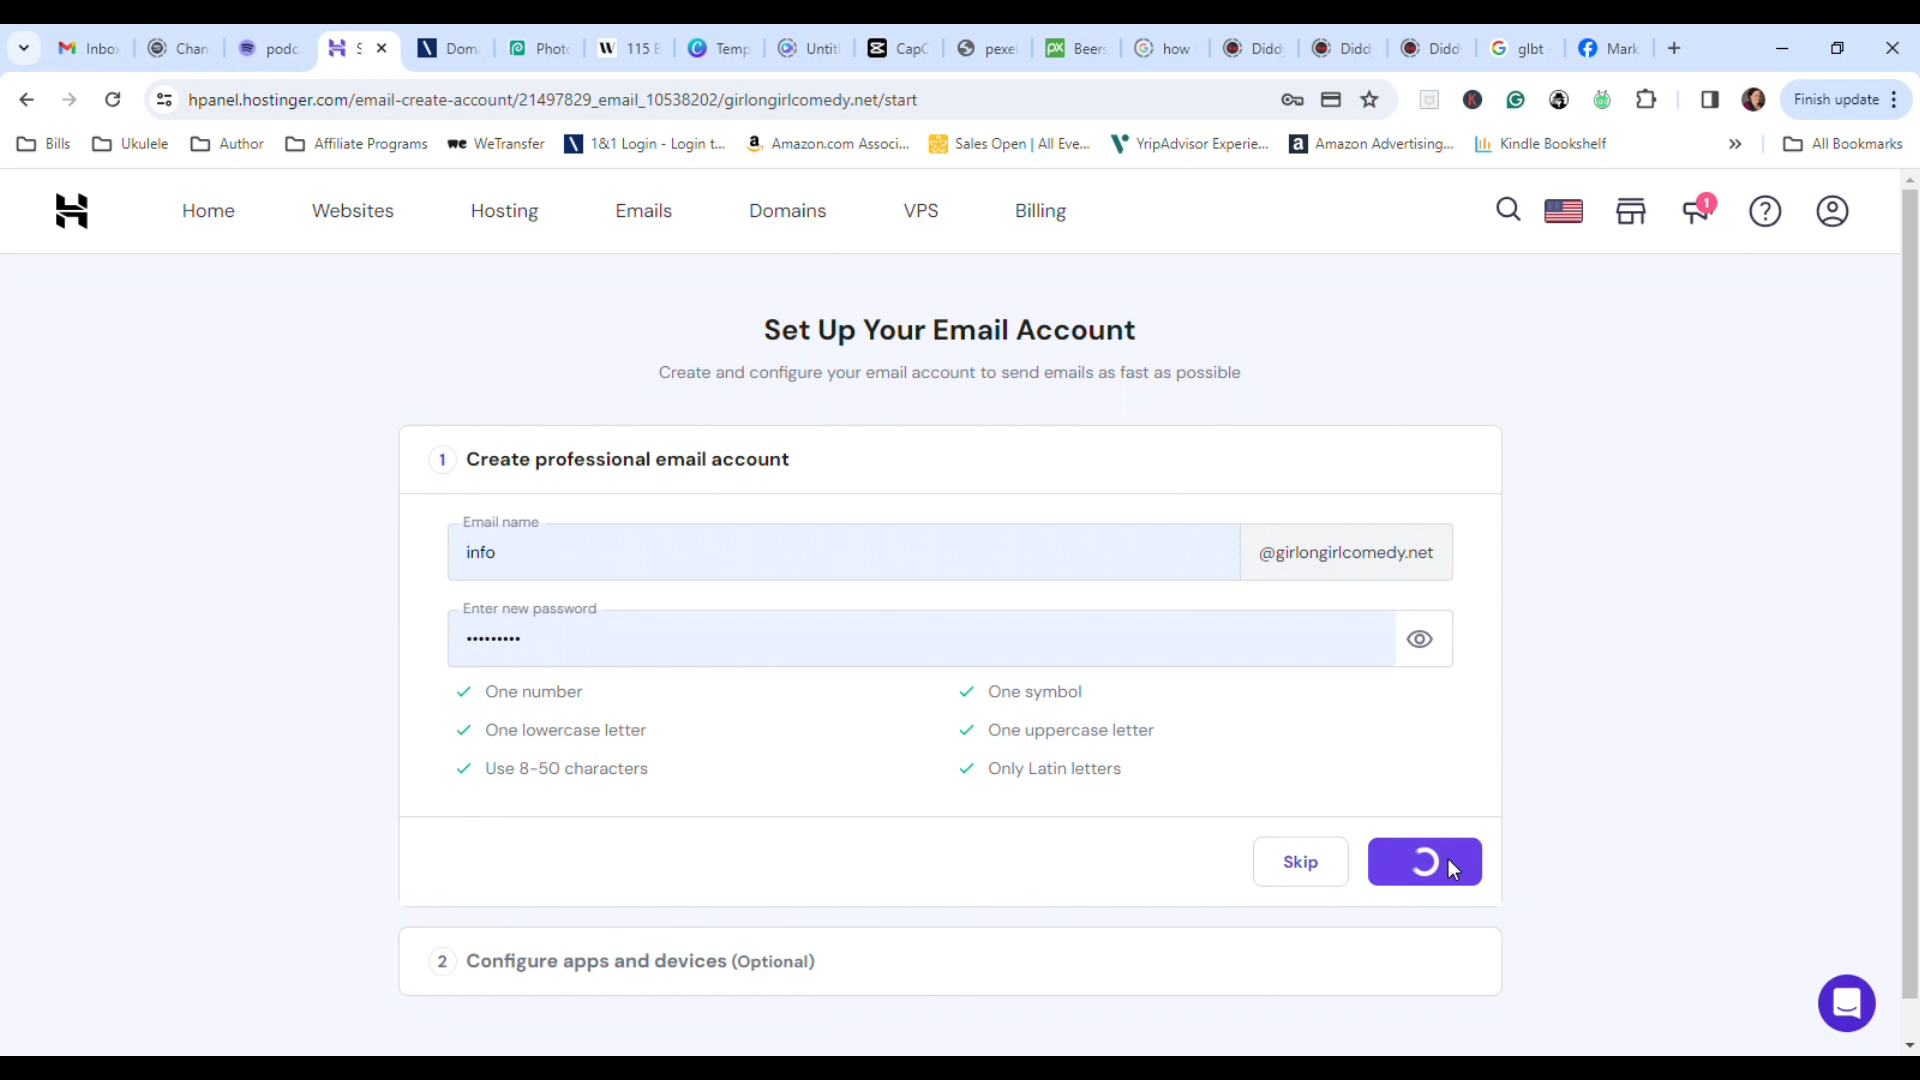 Inbo
Chan
podc
S
Dom
Phot
115 E
Temp
Untit
CapC
pexe
Beers
how
Didd
Didd
Didd
glbt
Mark
hpanel.hostinger.com/email-create-account/21497829_email_10538202/girlongirlcomedy.net/start
Finish update
Bills
Ukulele
Author
Affiliate Programs
WeTransfer
1&1 Login - Login t...
Amazon.com Associ...
Sales Open | All Eve...
YripAdvisor Experie...
Amazon Advertising...
Kindle Bookshelf
»
All Bookmarks
Home
Websites
Hosting
Emails
Domains
VPS
Billing
1
Set Up Your Email Account
Create and configure your email account to send emails as fast as possible
1 Create professional email account
Email name
info
@girlongirlcomedy.net
Enter new password
•••••••••
One number
One symbol
One lowercase letter
One uppercase letter
Use 8-50 characters
Only Latin letters
Skip
2 Configure apps and devices (Optional)